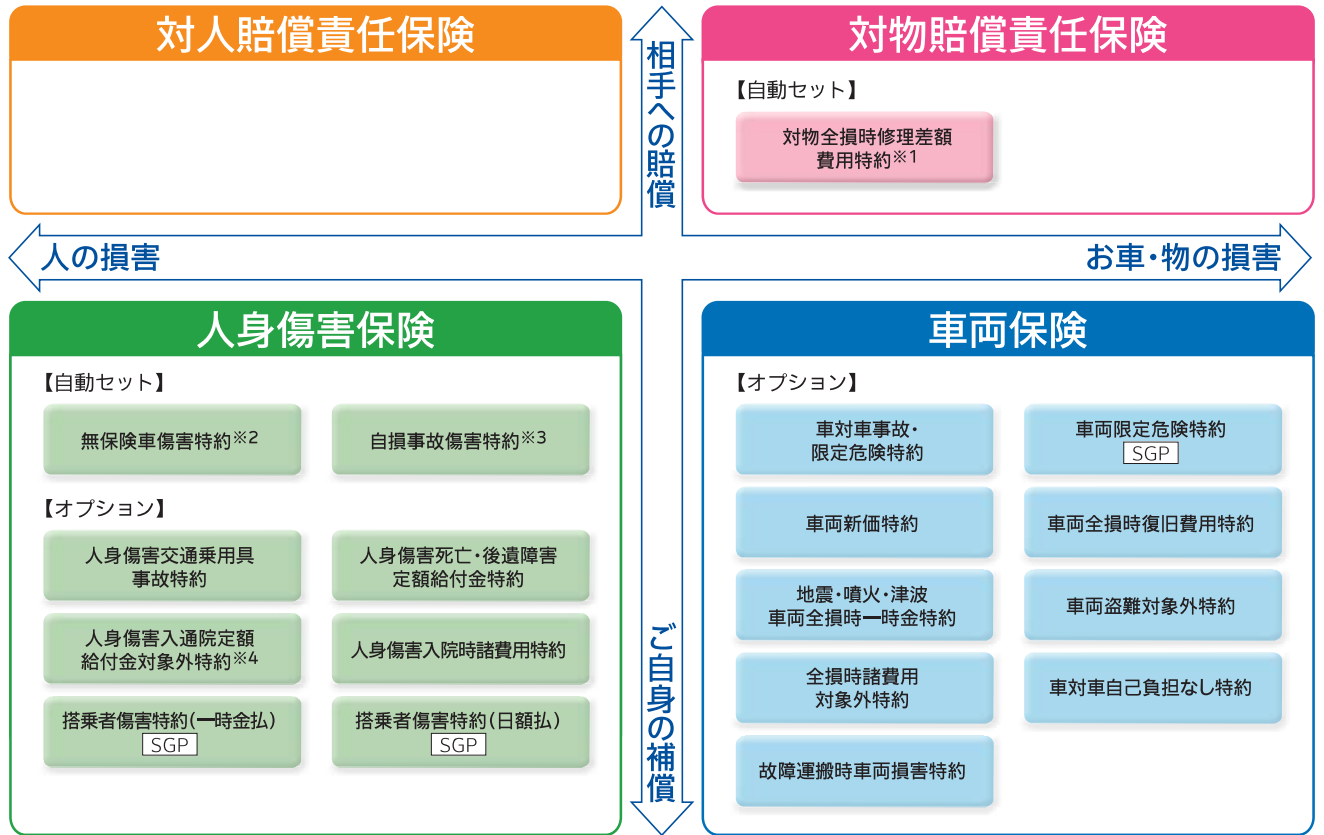 対人賠償責任保険
相手への賠償
対物賠償責任保険
【自動セット】
対物全損時修理差額
費用特約※1
人の損害
お車・物の損害
人身傷害保険
【自動セット】
無保険車傷害特約※2
自損事故傷害特約※3
【オプション】
人身傷害交通乗用具
事故特約
人身傷害死亡・後遺障害
定額給付金特約
人身傷害入通院定額
給付金対象外特約※4
人身傷害入院時諸費用特約
搭乗者傷害特約(一時金払)
SGP
搭乗者傷害特約(日額払)
SGP
ご自身の補償
車両保険
【オプション】
車対車事故・
限定危険特約
車両限定危険特約
SGP
車両新価特約
車両全損時復旧費用特約
地震・噴火・津波
車両全損時一時金特約
車両盗難対象外特約
全損時諸費用
対象外特約
車対車自己負担なし特約
故障運搬時車両損害特約